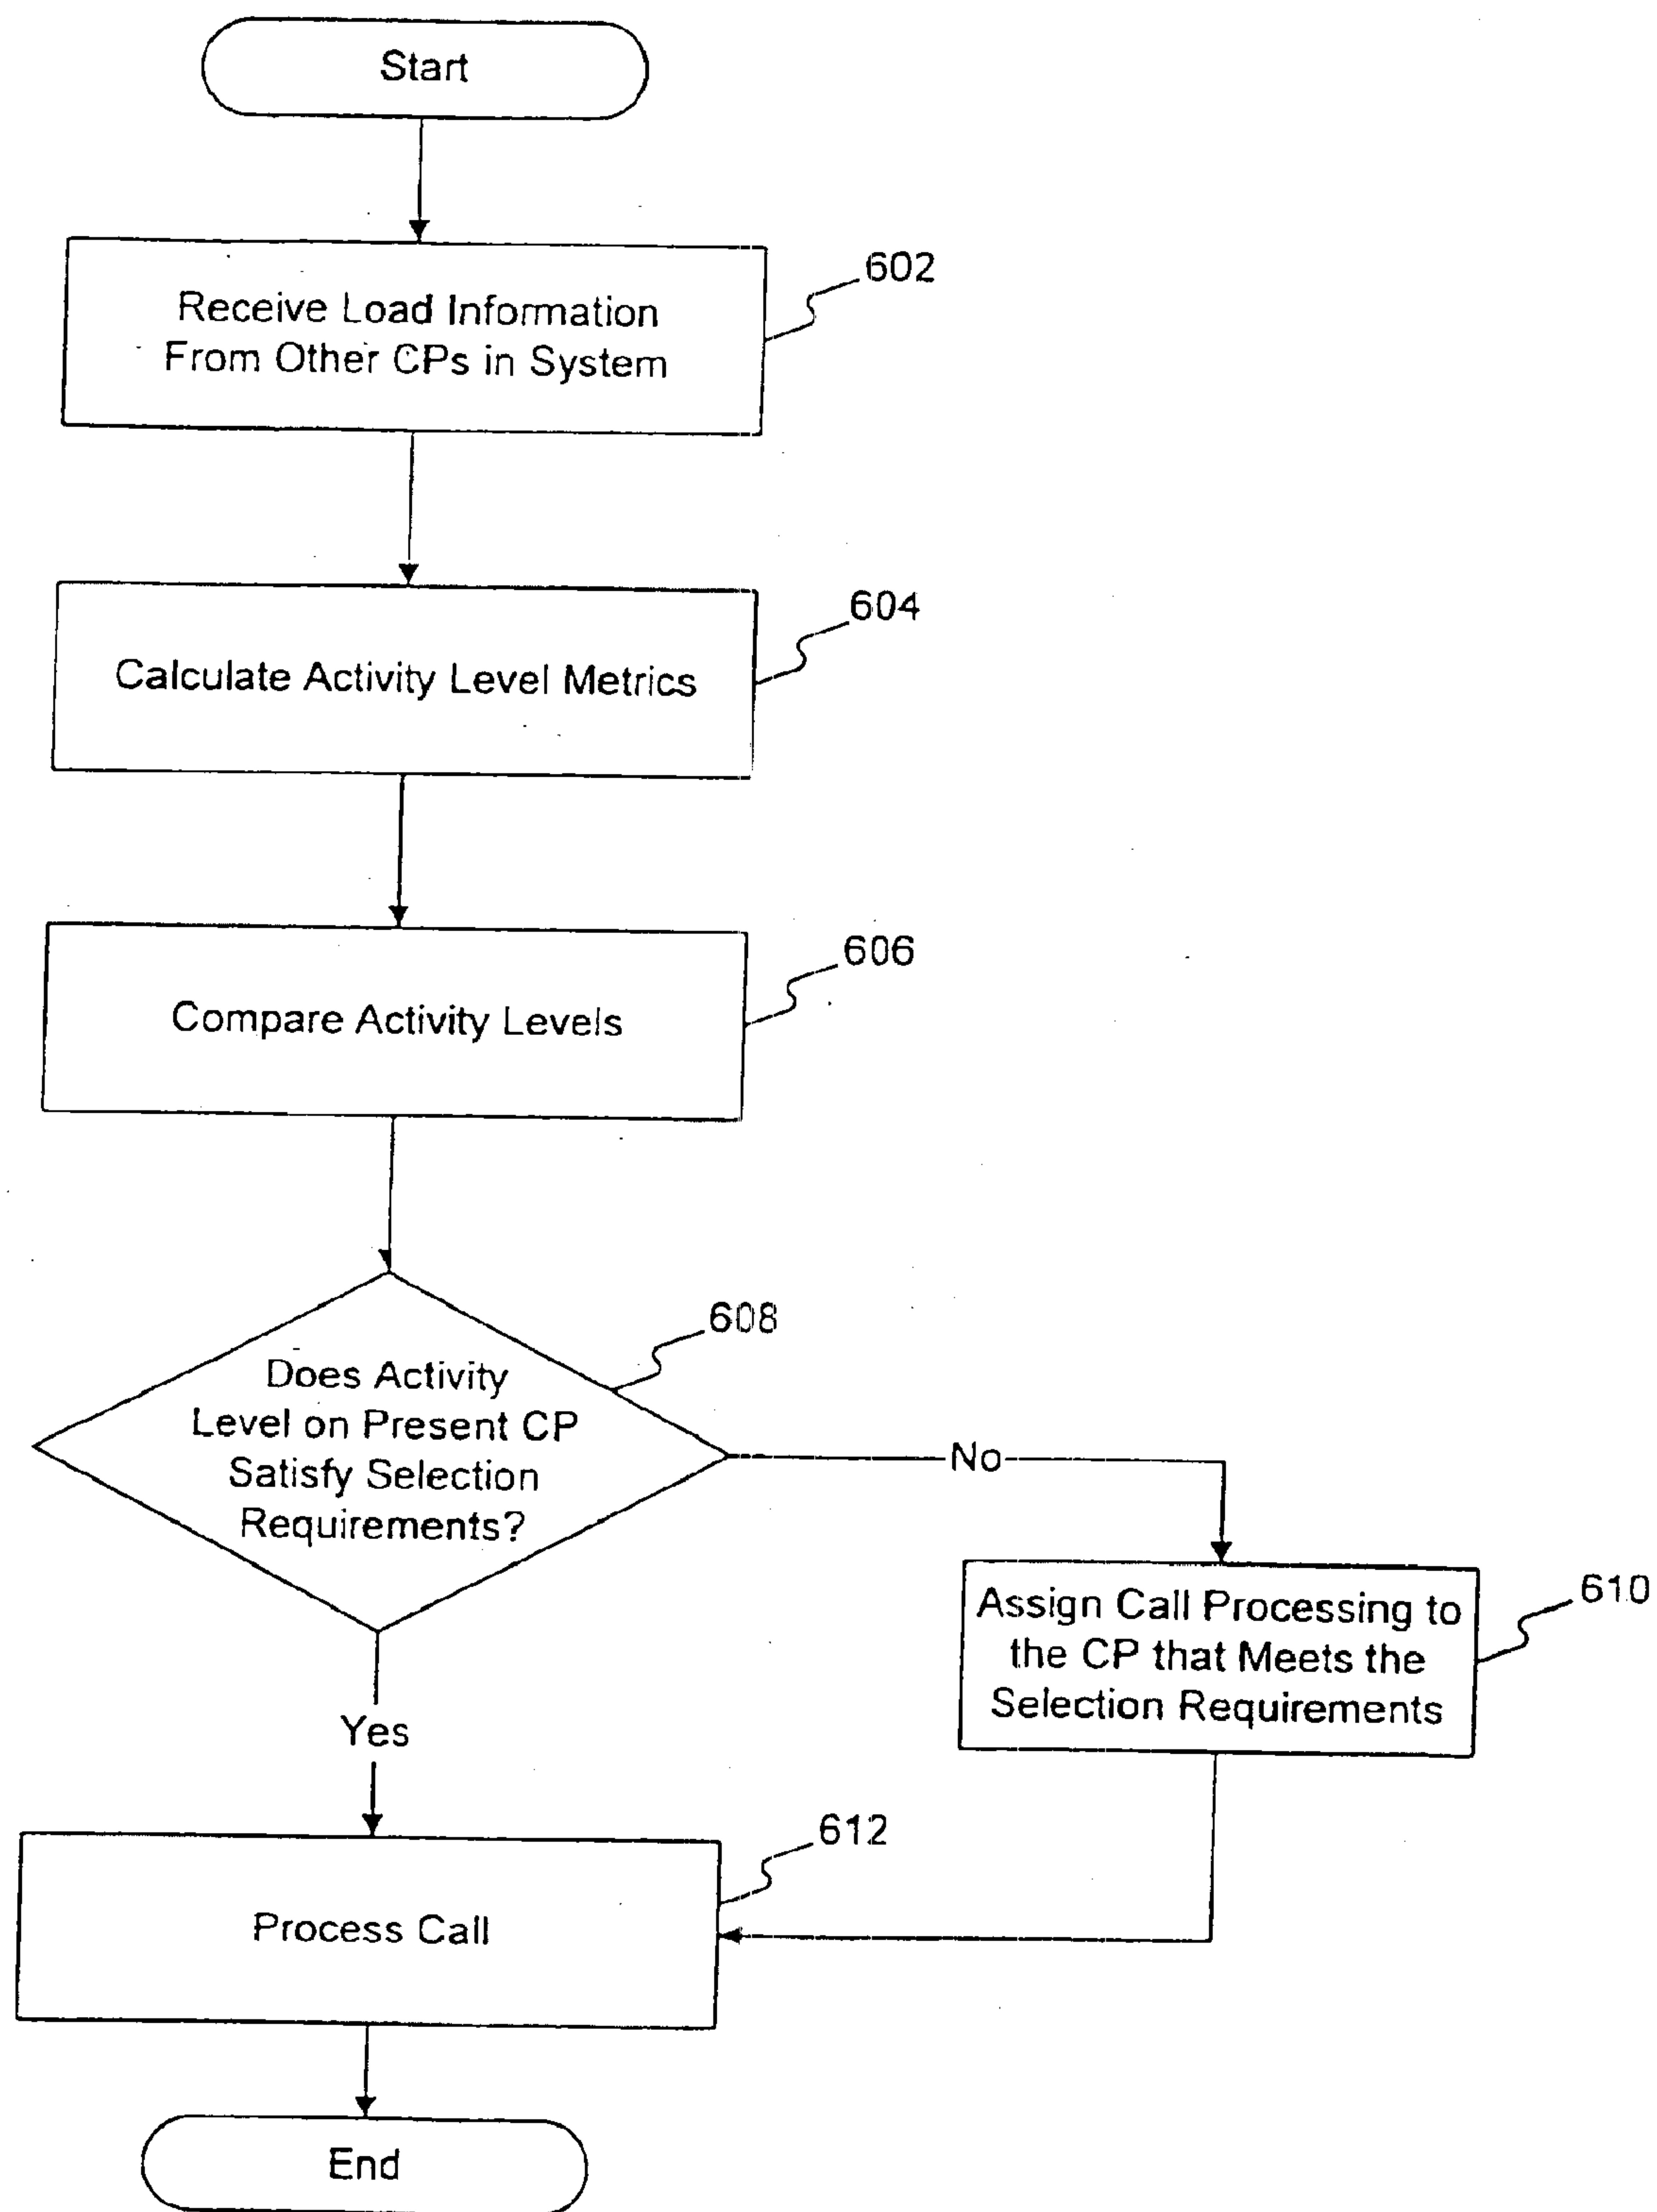 Start
602
Receive Load Information
From Other CPs in System
604
Calculate Activity Level Metrics
606
Compare Activity Levels
608
Does Activity
Level on Present CP
Satisfy Selection
Requirements?
No
610
Assign Call Processing to
the CP that Meets the
Selection Requirements
Yes
612
Process Call
End